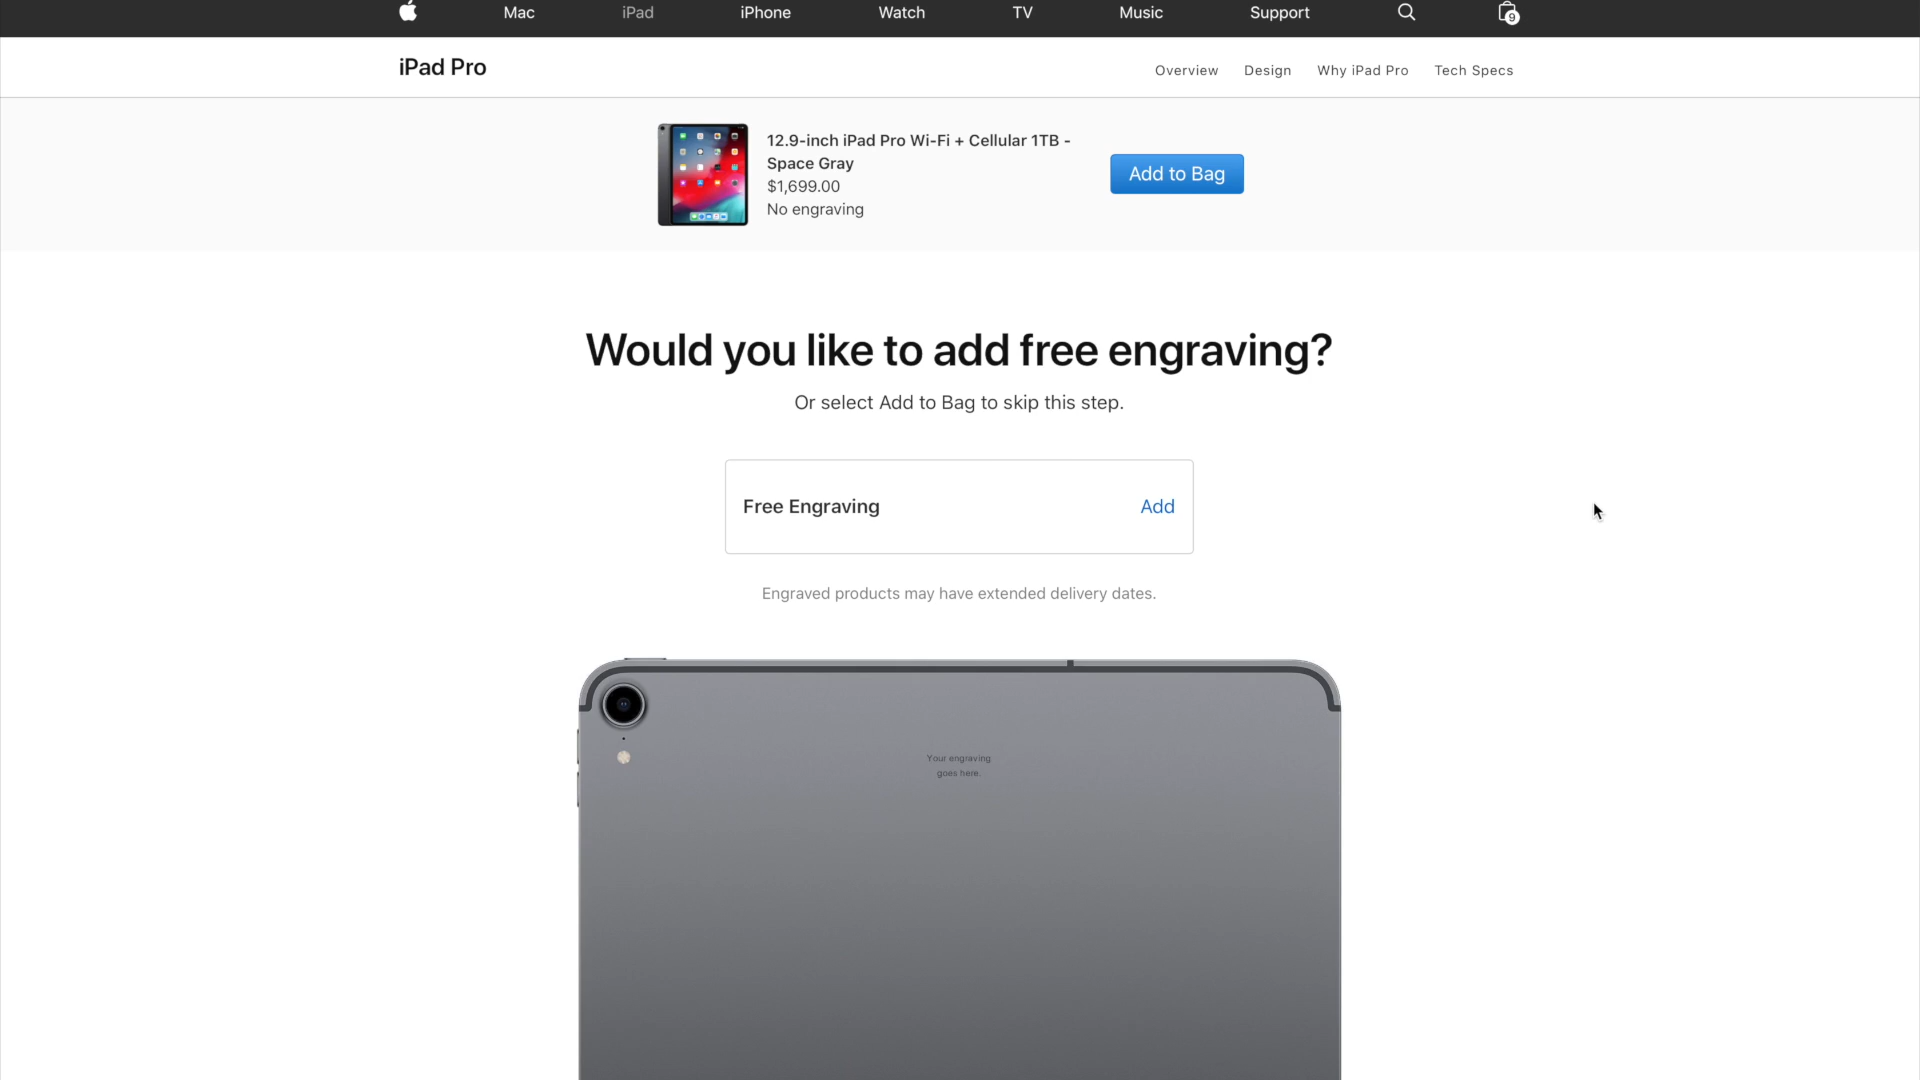 Mac iPad iPhone Watch TV Music Support 9
iPad Pro
Overview Design Why iPad Pro Tech Specs
12.9-inch iPad Pro Wi-Fi + Cellular 1TB -
Space Gray
$1,699.00
No engraving
Add to Bag
Would you like to add free engraving?
Or select Add to Bag to skip this step.
Free Engraving Add
Engraved products may have extended delivery dates.
Your engraving
goes here.